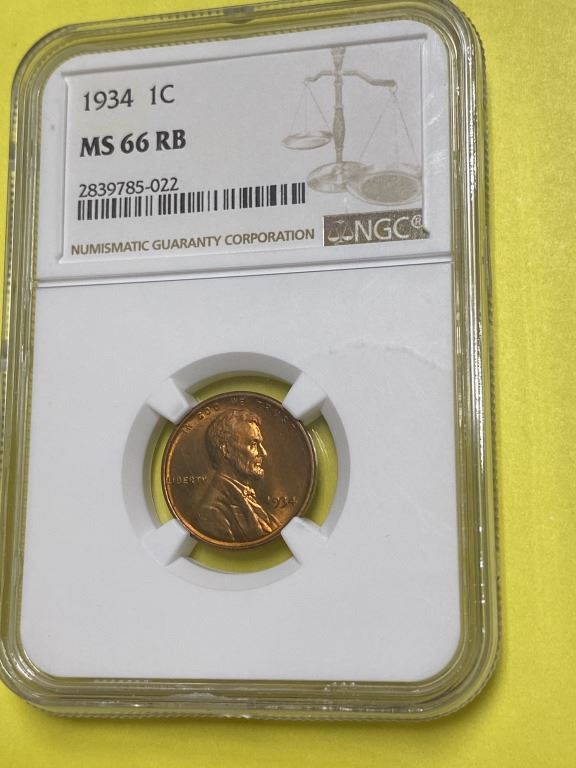 1934 1C
MS 66 RB
2839785-022
NUMISMATIC GUARANTY CORPORATION
NGC®
IN GOD WE TRUST
LIBERTY
1934